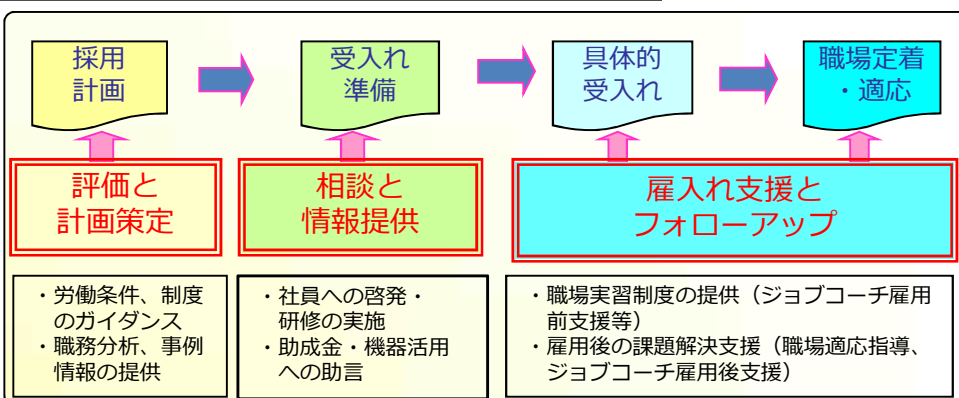 採用
計画
受入れ
準備
具体的
受入れ
職場定着
・適応
評価と
計画策定
相談と
情報提供
雇入れ支援と
フォローアップ
・労働条件、制度
のガイダンス
・職務分析、事例
情報の提供
・社員への啓発・
研修の実施
・助成金・機器活用
への助言
・職場実習制度の提供（ジョブコーチ雇用
前支援等）
・雇用後の課題解決支援（職場適応指導、
ジョブコーチ雇用後支援）